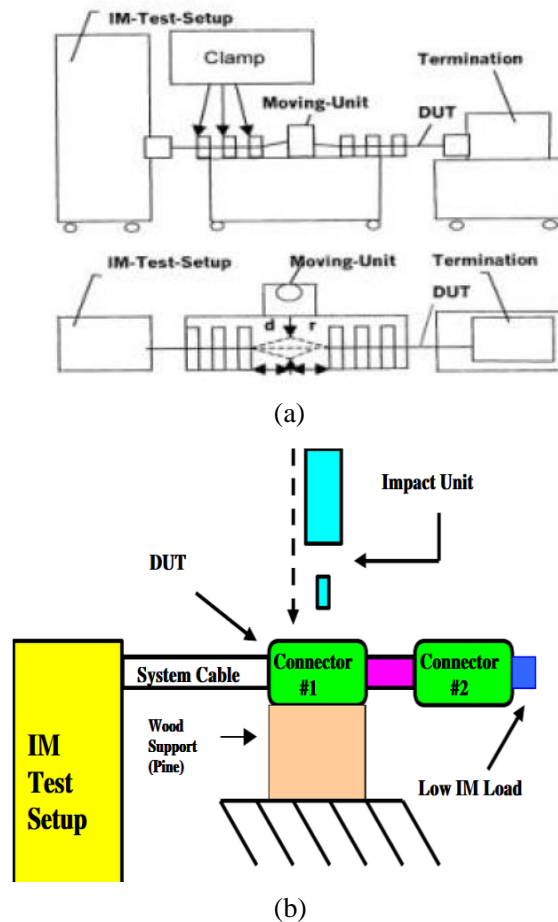 IM-Test-Setup
Clamp
Moving-Unit
Termination
DUT
IM-Test-Setup
Moving-Unit
Termination
DUT
d
r
(a)
Impact Unit
DUT
System Cable
Connector
#1
Connector
#2
IM
Test
Setup
Wood
Support
(Pine)
Low IM Load
(b)